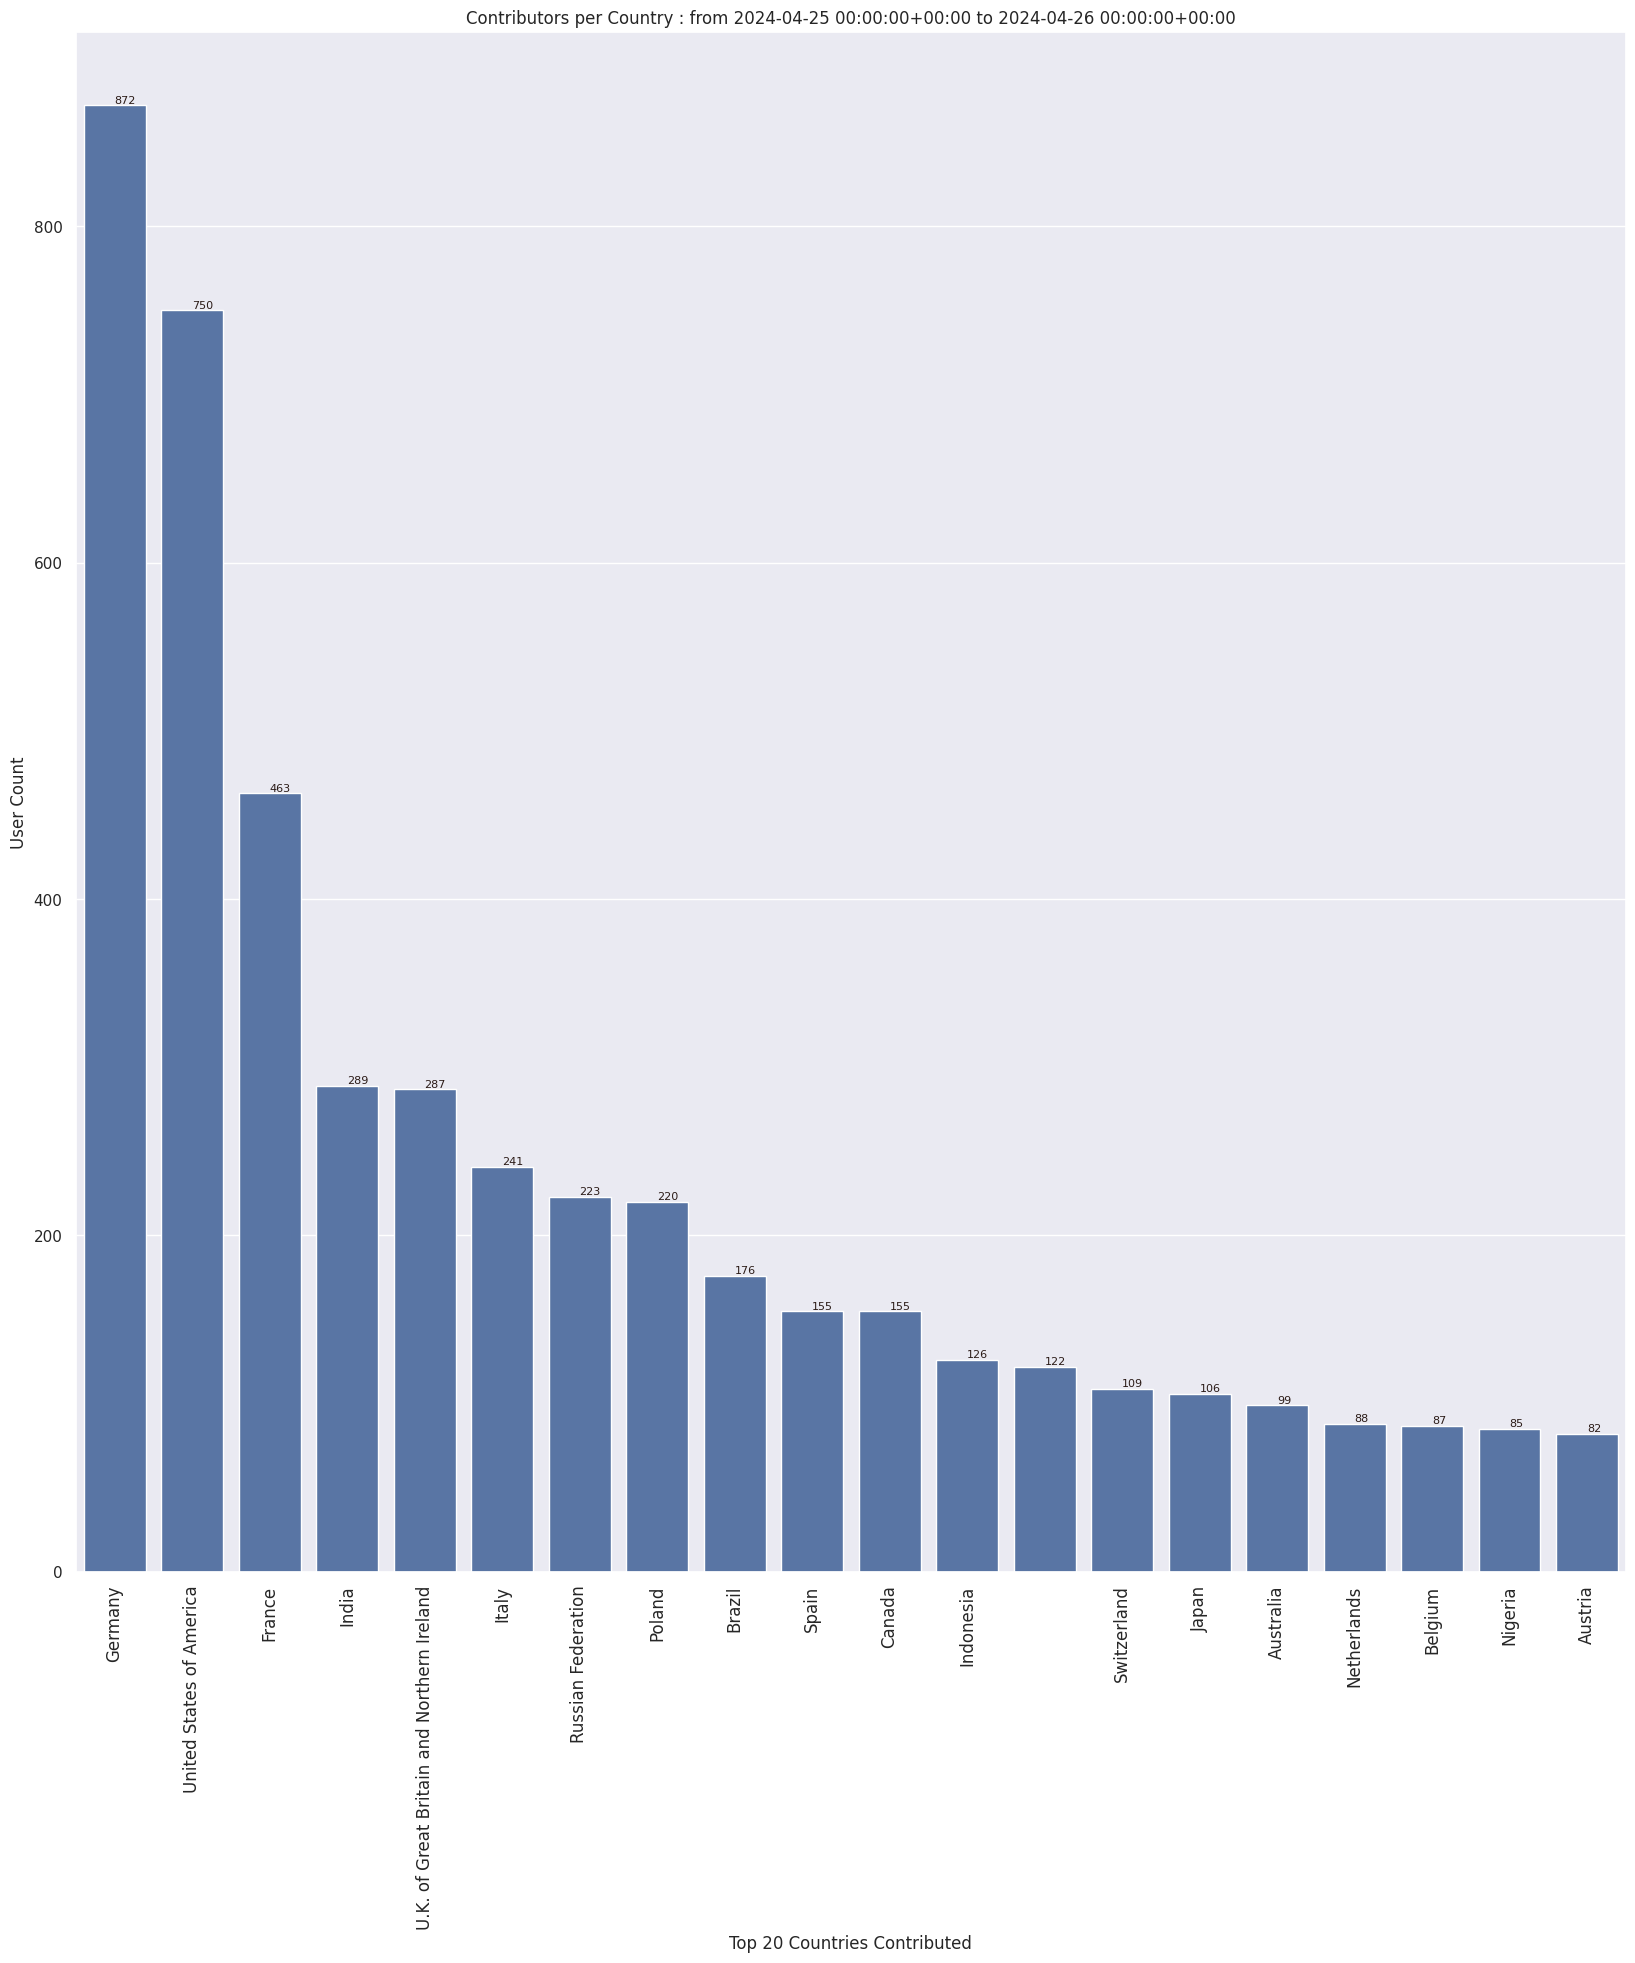 Contributors per Country : from 2024-04-25 00:00:00+00:00 to 2024-04-26 00:00:00+00:00
User Count
800
600
400
200
0
872
750
463
289
287
241
223
220
176
155
155
126
122
109
106
99
88
87
85
82
Germany
United States of America
France
India
U.K. of Great Britain and Northern Ireland
Italy
Russian Federation
Poland
Brazil
Spain
Canada
Indonesia
Switzerland
Japan
Australia
Netherlands
Belgium
Nigeria
Austria
Top 20 Countries Contributed